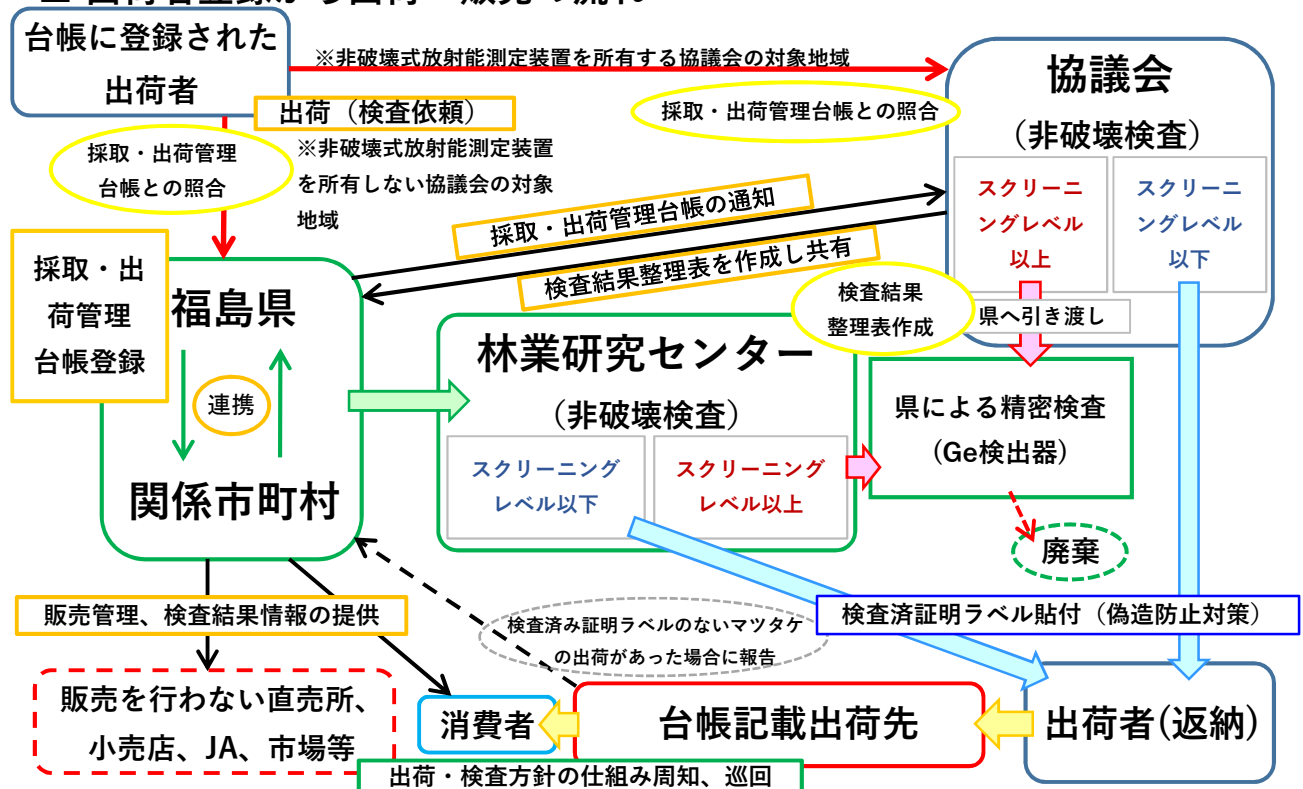 台帳に登録された
出荷者
※非破壊式放射能測定装置を所有する協議会の対象地域
出荷（検査依頼）
採取・出荷管理台帳との照合
協議会
（非破壊検査）
スクリーニ
ングレベル
以上
スクリーニ
ングレベル
以下
採取・出荷管理
台帳との照合
※非破壊式放射能測定装置
を所有しない協議会の対象
地域
採取・出荷管理台帳の通知
検査結果整理表を作成し共有
検査結果
整理表作成
県へ引き渡し
採取・出
荷管理
台帳登録
福島県
連携
関係市町村
林業研究センター
（非破壊検査）
スクリーニング
レベル以下
スクリーニング
レベル以上
県による精密検査
(Ge検出器)
廃棄
販売管理、検査結果情報の提供
検査済み証明ラベルのないマツタケ
の出荷があった場合に報告
検査済証明ラベル貼付（偽造防止対策）
販売を行わない直売所、
小売店、JA、市場等
消費者
台帳記載出荷先
出荷者(返納)
出荷・検査方針の仕組み周知、巡回